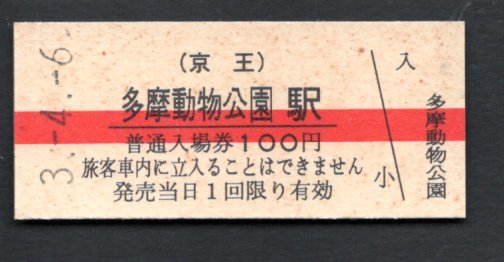 3.-4.-6
(京王)
多摩動物公園駅
普通入場券100円
旅客車内に立入ることはできません
発売当日1回限り有効
小
入
多摩動物公園